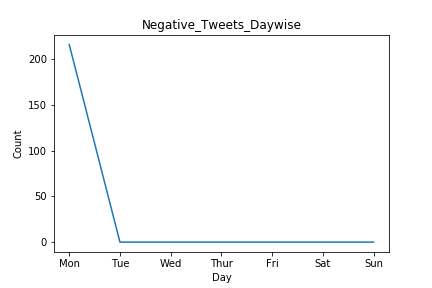 Negative_Tweets_Daywise
200
150
100
50
0
Count
Mon Tue Wed Thur Fri Sat Sun
Day